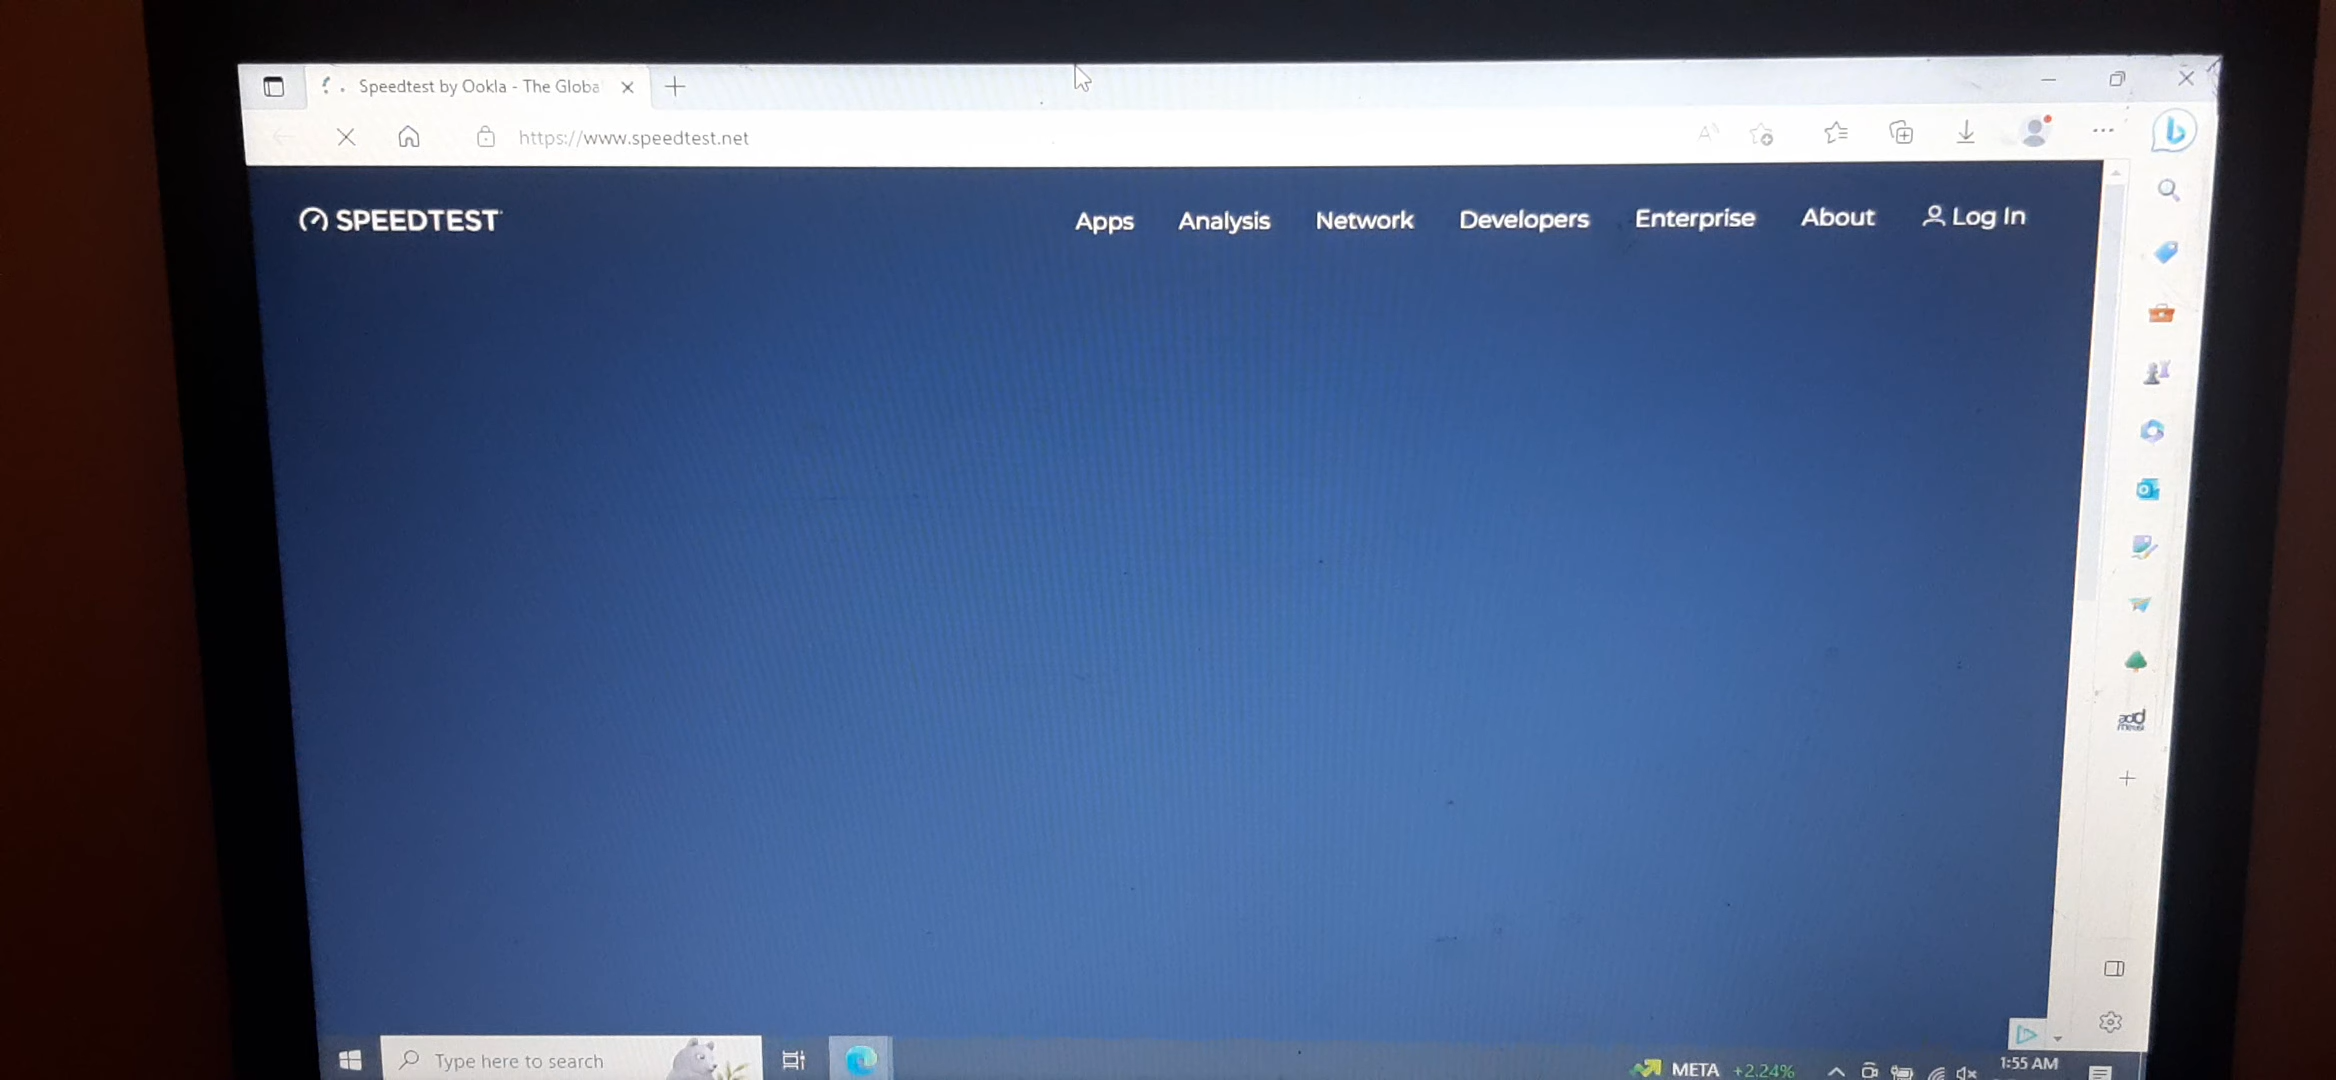 Speedtest by Ookla - The Globa
https://www.speedtest.net
SPEEDTEST
Apps Analysis Network Developers Enterprise About Log In
add
Type here to search
META +2.24%
1:55 AM